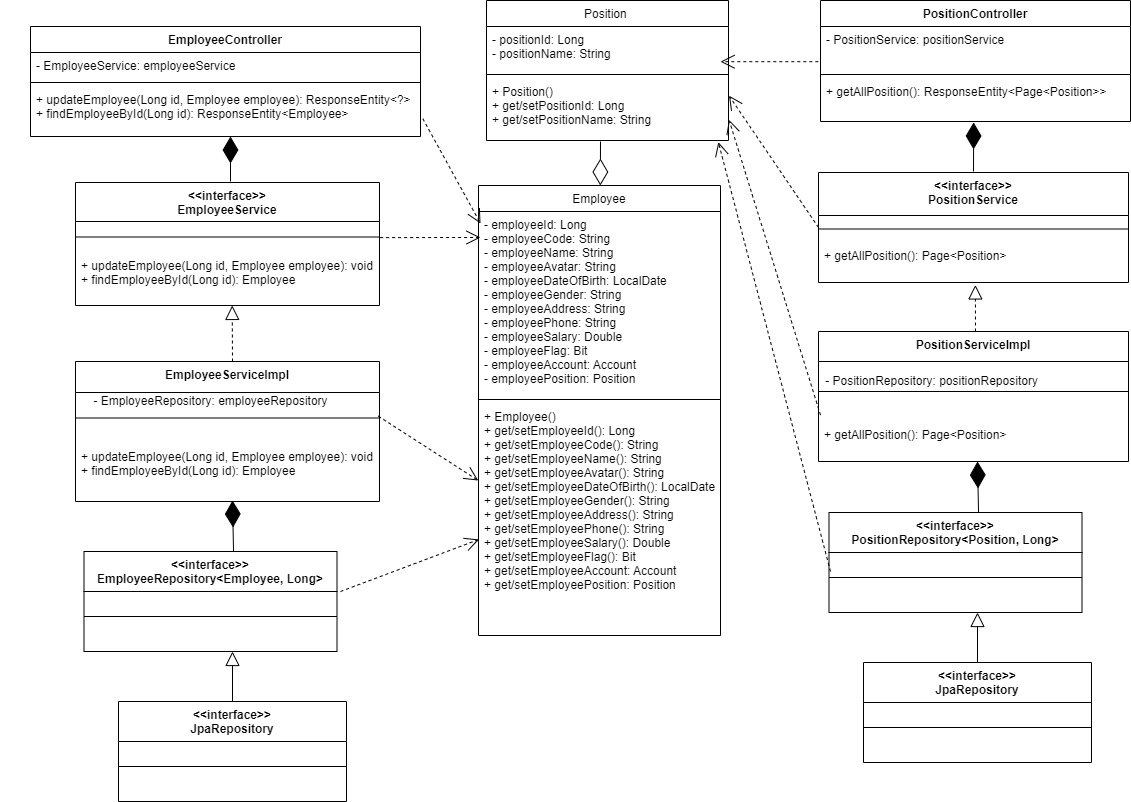 EmployeeController
- EmployeeService: employeeService
+ updateEmployee(Long id, Employee employee): ResponseEntity<?>
+ findEmployeeById(Long id): ResponseEntity<Employee>
<<interface>>
EmployeeService
+ updateEmployee(Long id, Employee employee): void
+ findEmployeeById(Long id): Employee
EmployeeServiceImpl
- EmployeeRepository: employeeRepository
+ updateEmployee(Long id, Employee employee): void
+ findEmployeeById(Long id): Employee
<<interface>>
EmployeeRepository<Employee, Long>
<<interface>>
JpaRepository
Position
- positionId: Long
- positionName: String
+ Position()
+ get/setPositionId: Long
+ get/setPositionName: String
Employee
- employeeId: Long
- employeeCode: String
- employeeName: String
- employeeAvatar: String
- employeeDateOfBirth: LocalDate
- employeeGender: String
- employeeAddress: String
- employeePhone: String
- employeeSalary: Double
- employeeFlag: Bit
- employeeAccount: Account
- employeePosition: Position
+ Employee()
+ get/setEmployeeId(): Long
+ get/setEmployeeCode(): String
+ get/setEmployeeName(): String
+ get/setEmployeeAvatar(): String
+ get/setEmployeeDateOfBirth(): LocalDate
+ get/setEmployeeGender(): String
+ get/setEmployeeAddress(): String
+ get/setEmployeePhone(): String
+ get/setEmployeeSalary(): Double
+ get/setEmployeeFlag(): Bit
+ get/setEmployeeAccount: Account
+ get/setEmployeePosition: Position
PositionController
- PositionService: positionService
+ getAllPosition(): ResponseEntity<Page<Position>>
<<interface>>
PositionService
+ getAllPosition(): Page<Position>
PositionServiceImpl
- PositionRepository: positionRepository
+ getAllPosition(): Page<Position>
<<interface>>
PositionRepository<Position, Long>
<<interface>>
JpaRepository